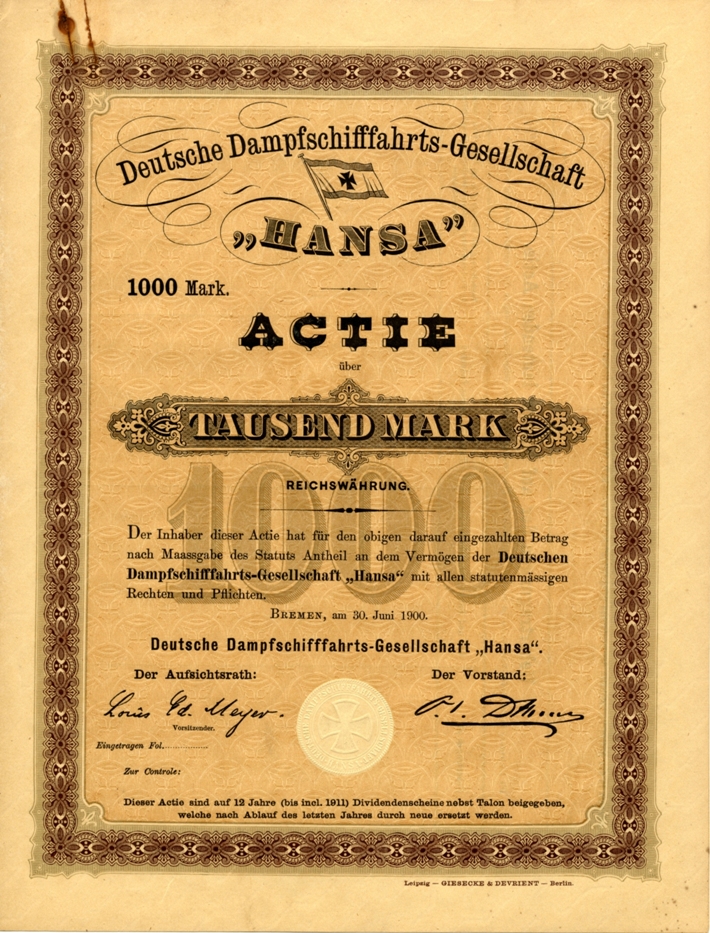 Deutsche Dampfschifffahrts-Gesellschaft
„HANSA”
1000 Mark.
ACTIE
über
TAUSEND MARK
1000
REICHSWÄHRUNG.
Der Inhaber dieser Actie hat für den obigen darauf eingezahlten Betrag
nach Maassgabe des Statuts Antheil an dem Vermögen der Deutschen
Dampfschifffahrts-Gesellschaft „Hansa“ mit allen statutenmässigen
Rechten und Pflichten.
BREMEN, am 30. Juni 1900.
Deutsche Dampfschifffahrts-Gesellschaft „Hansa“.
Der Aufsichtsrath: Der Vorstand:
Louis Ed. Meyer.
Vorsitzender.
Eingetragen Fol...............
Zur Controle:
Dieser Actie sind auf 12 Jahre (bis incl. 1911) Dividendenscheine nebst Talon beigegeben,
welche nach Ablauf des letzten Jahres durch neue ersetzt werden.
Leipzig — GIESECKE & DEVRIENT — Berlin.